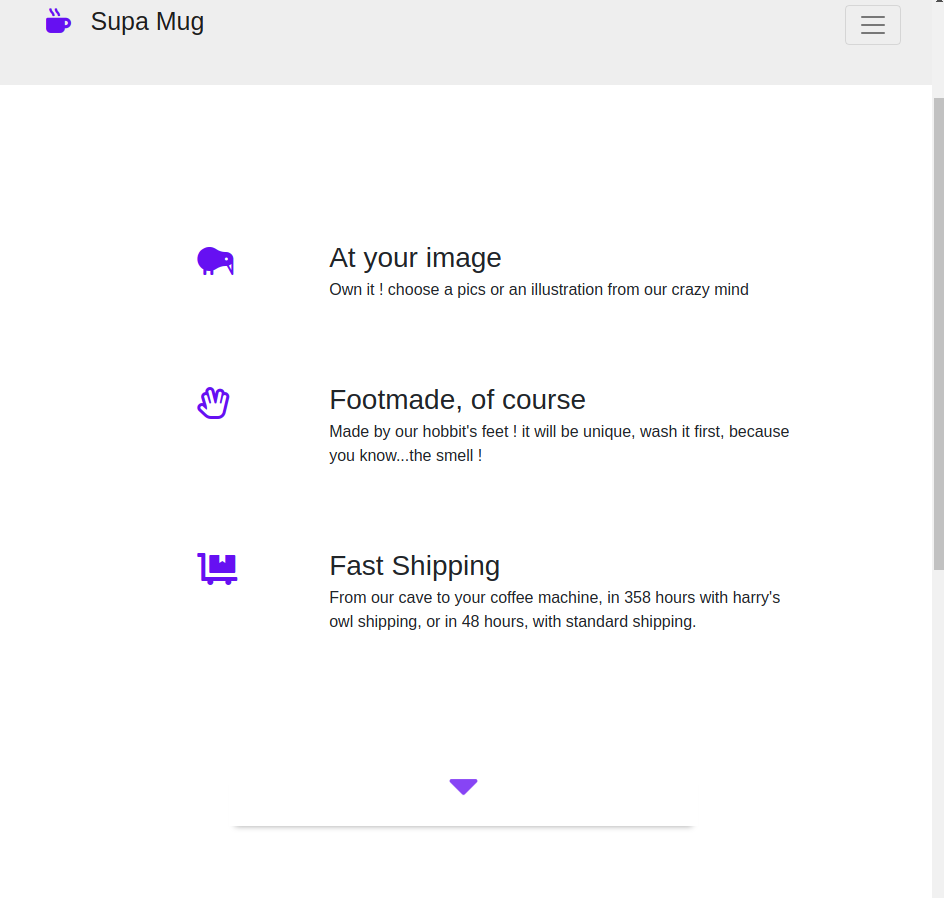 Supa Mug
At your image
Own it ! choose a pics or an illustration from our crazy mind
Footmade, of course
Made by our hobbit's feet ! it will be unique, wash it first, because
you know...the smell !
Fast Shipping
From our cave to your coffee machine, in 358 hours with harry's
owl shipping, or in 48 hours, with standard shipping.